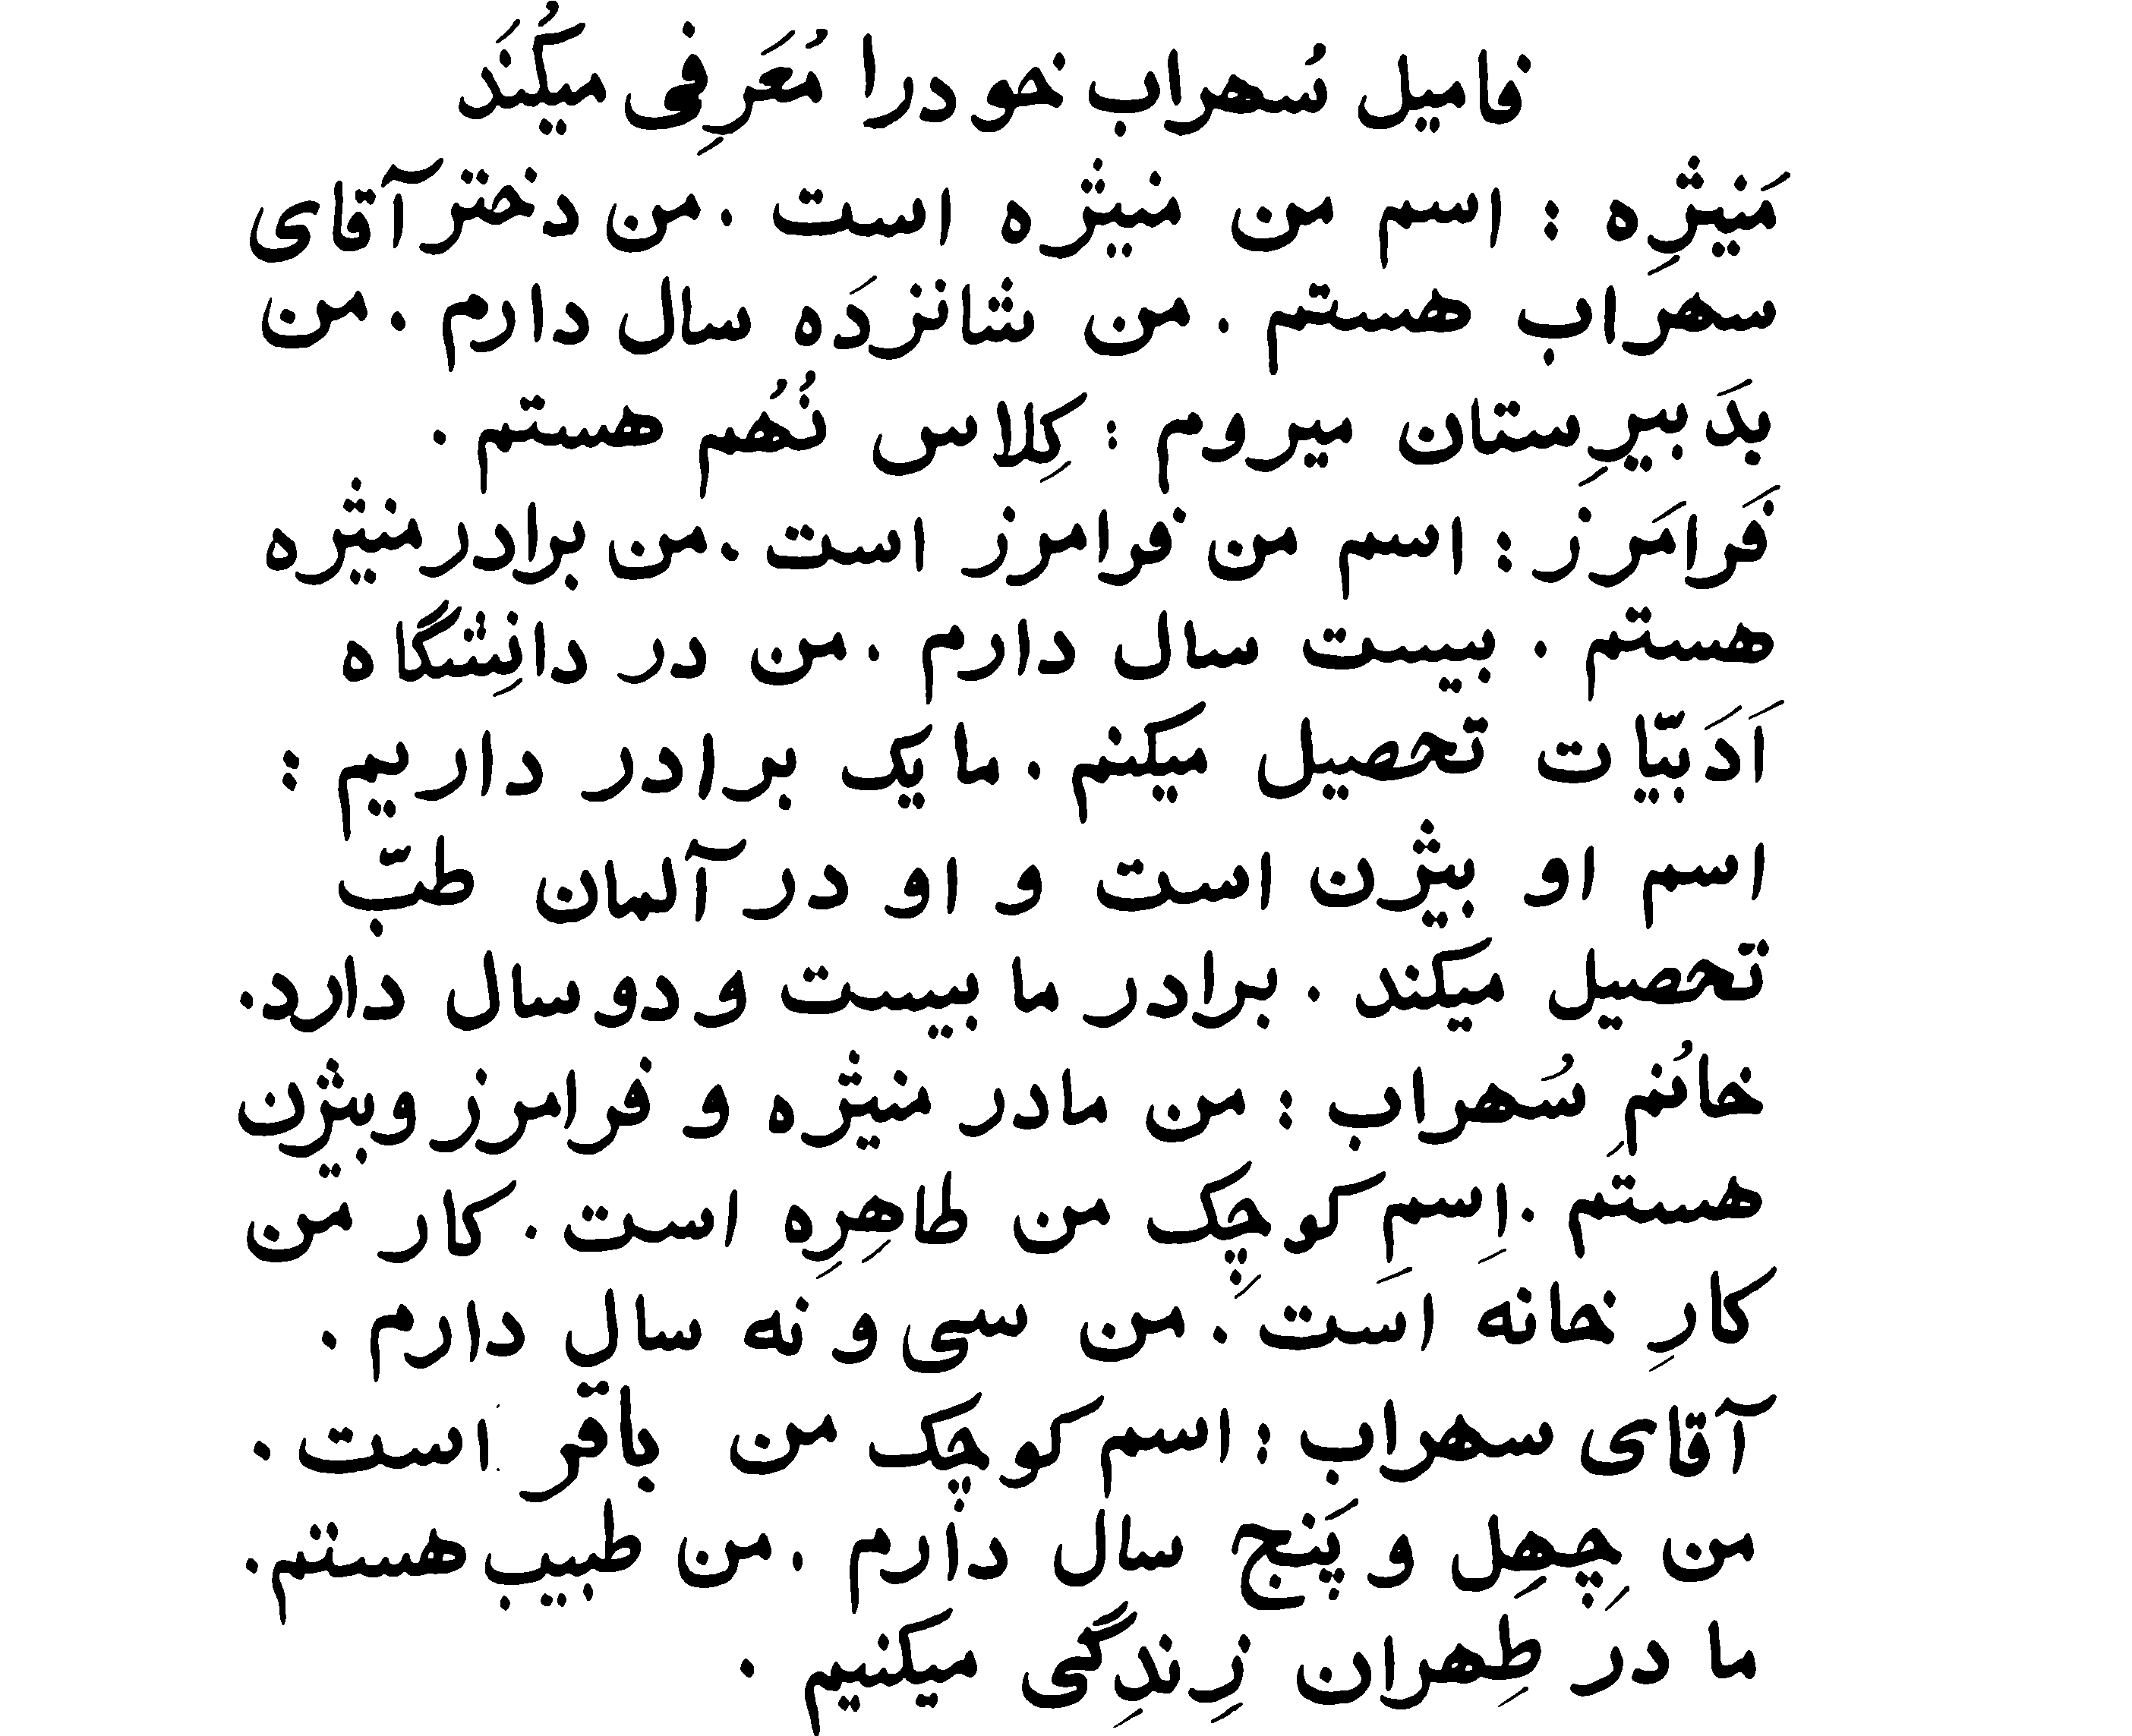 فامیل سُهراب خودرا مُعَرِفی میکُنَد
مَنیژِه : اسم من منیژه است . من دختر آقای
سهراب هستم . من شانزدَه سال دارم . من
بدَبیرِستان میروم : کِلاس نُهُم هستم .
فَرامَرز : اسم من فرامرز است . من برادر منیژه
هستم . بیست سال دارم . من در دانِشگاه
اَدَبیّات تحصیل میکنم . ما یک برادر داریم :
اسم او بیژن است و او در آلمان طبّ
تحصیل میکند . برادر ما بیست و دو سال دارد.
خانُمِ سُهراب : من مادر منیژه و فرامرز و بیژن
هستم . اِسمِ کوچِک من طاهِرِه است . کار من
کارِ خانه است . من سی و نه سال دارم .
آقای سهراب : اسم کوچک من باقر است .
من چِهِل و پَنج سال دارم . من طبیب هستم .
ما در طِهران زِندِگی میکنیم .